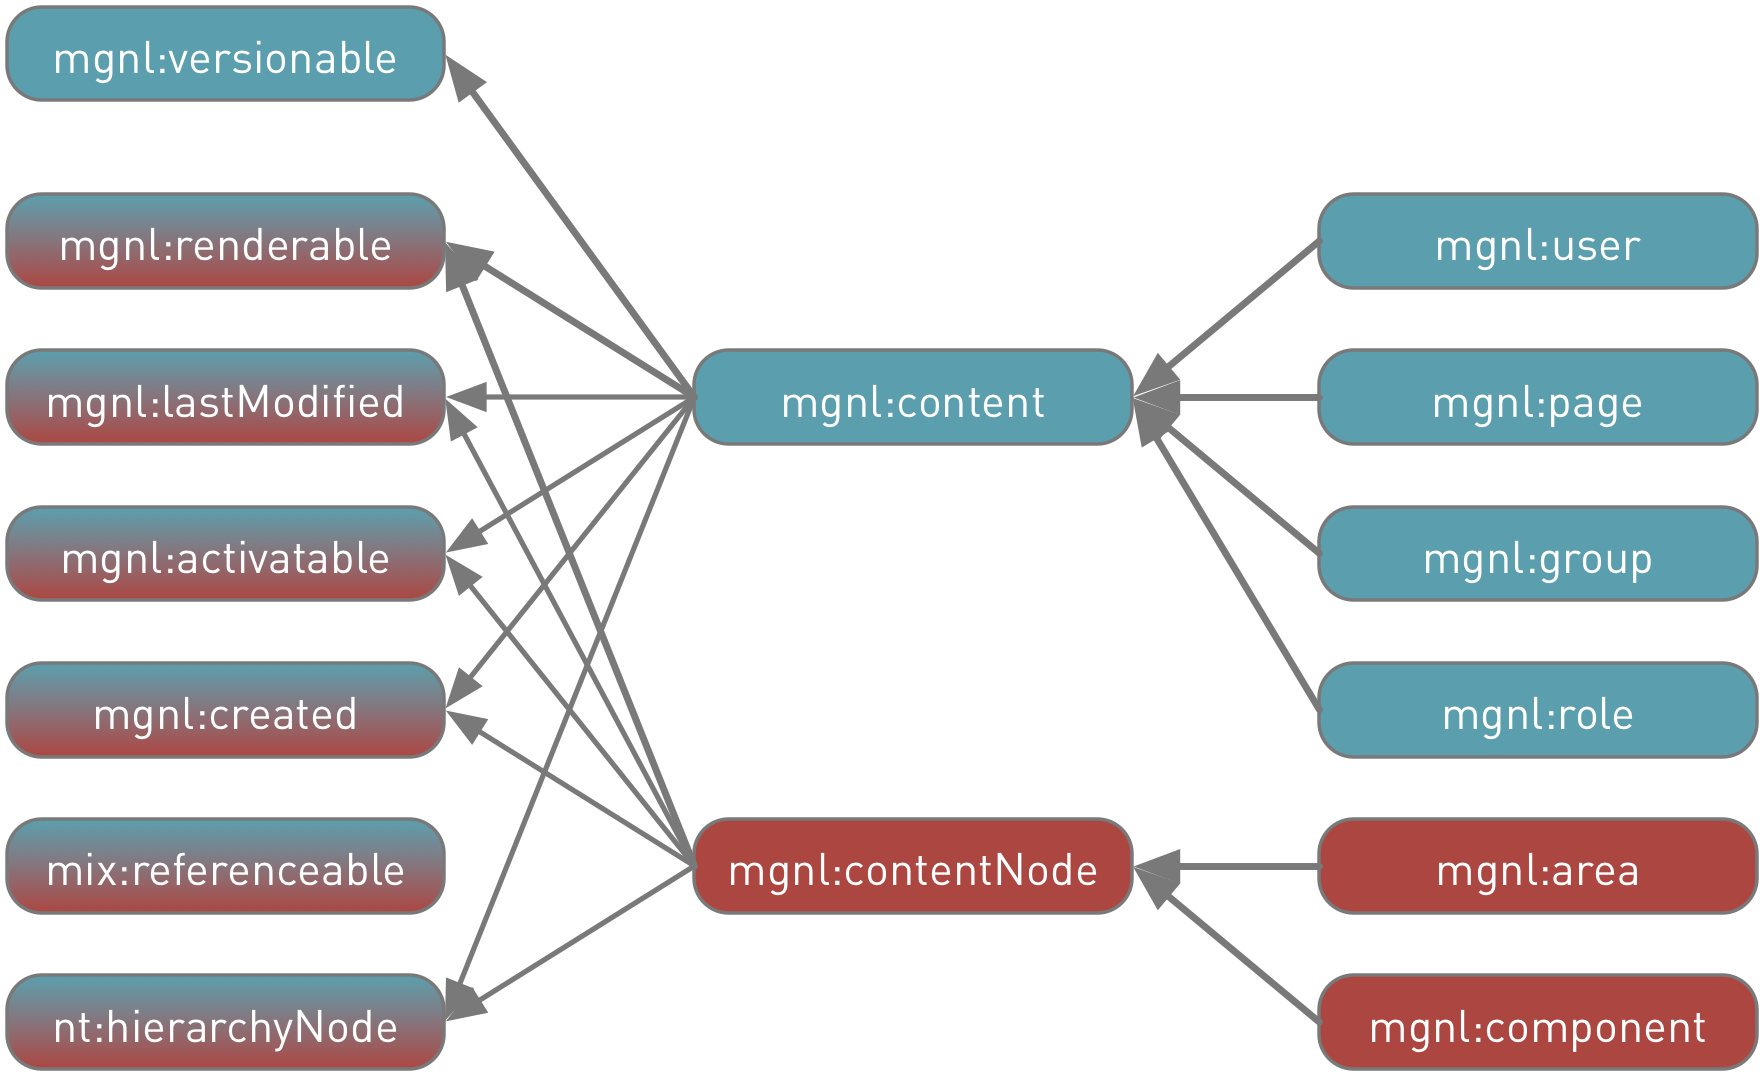 mgnl:versionable
mgnl:renderable
mgnl:lastModified
mgnl:activatable
mgnl:created
mix:referenceable
nt:hierarchyNode
mgnl:content
mgnl:contentNode
mgnl:user
mgnl:page
mgnl:group
mgnl:role
mgnl:area
mgnl:component